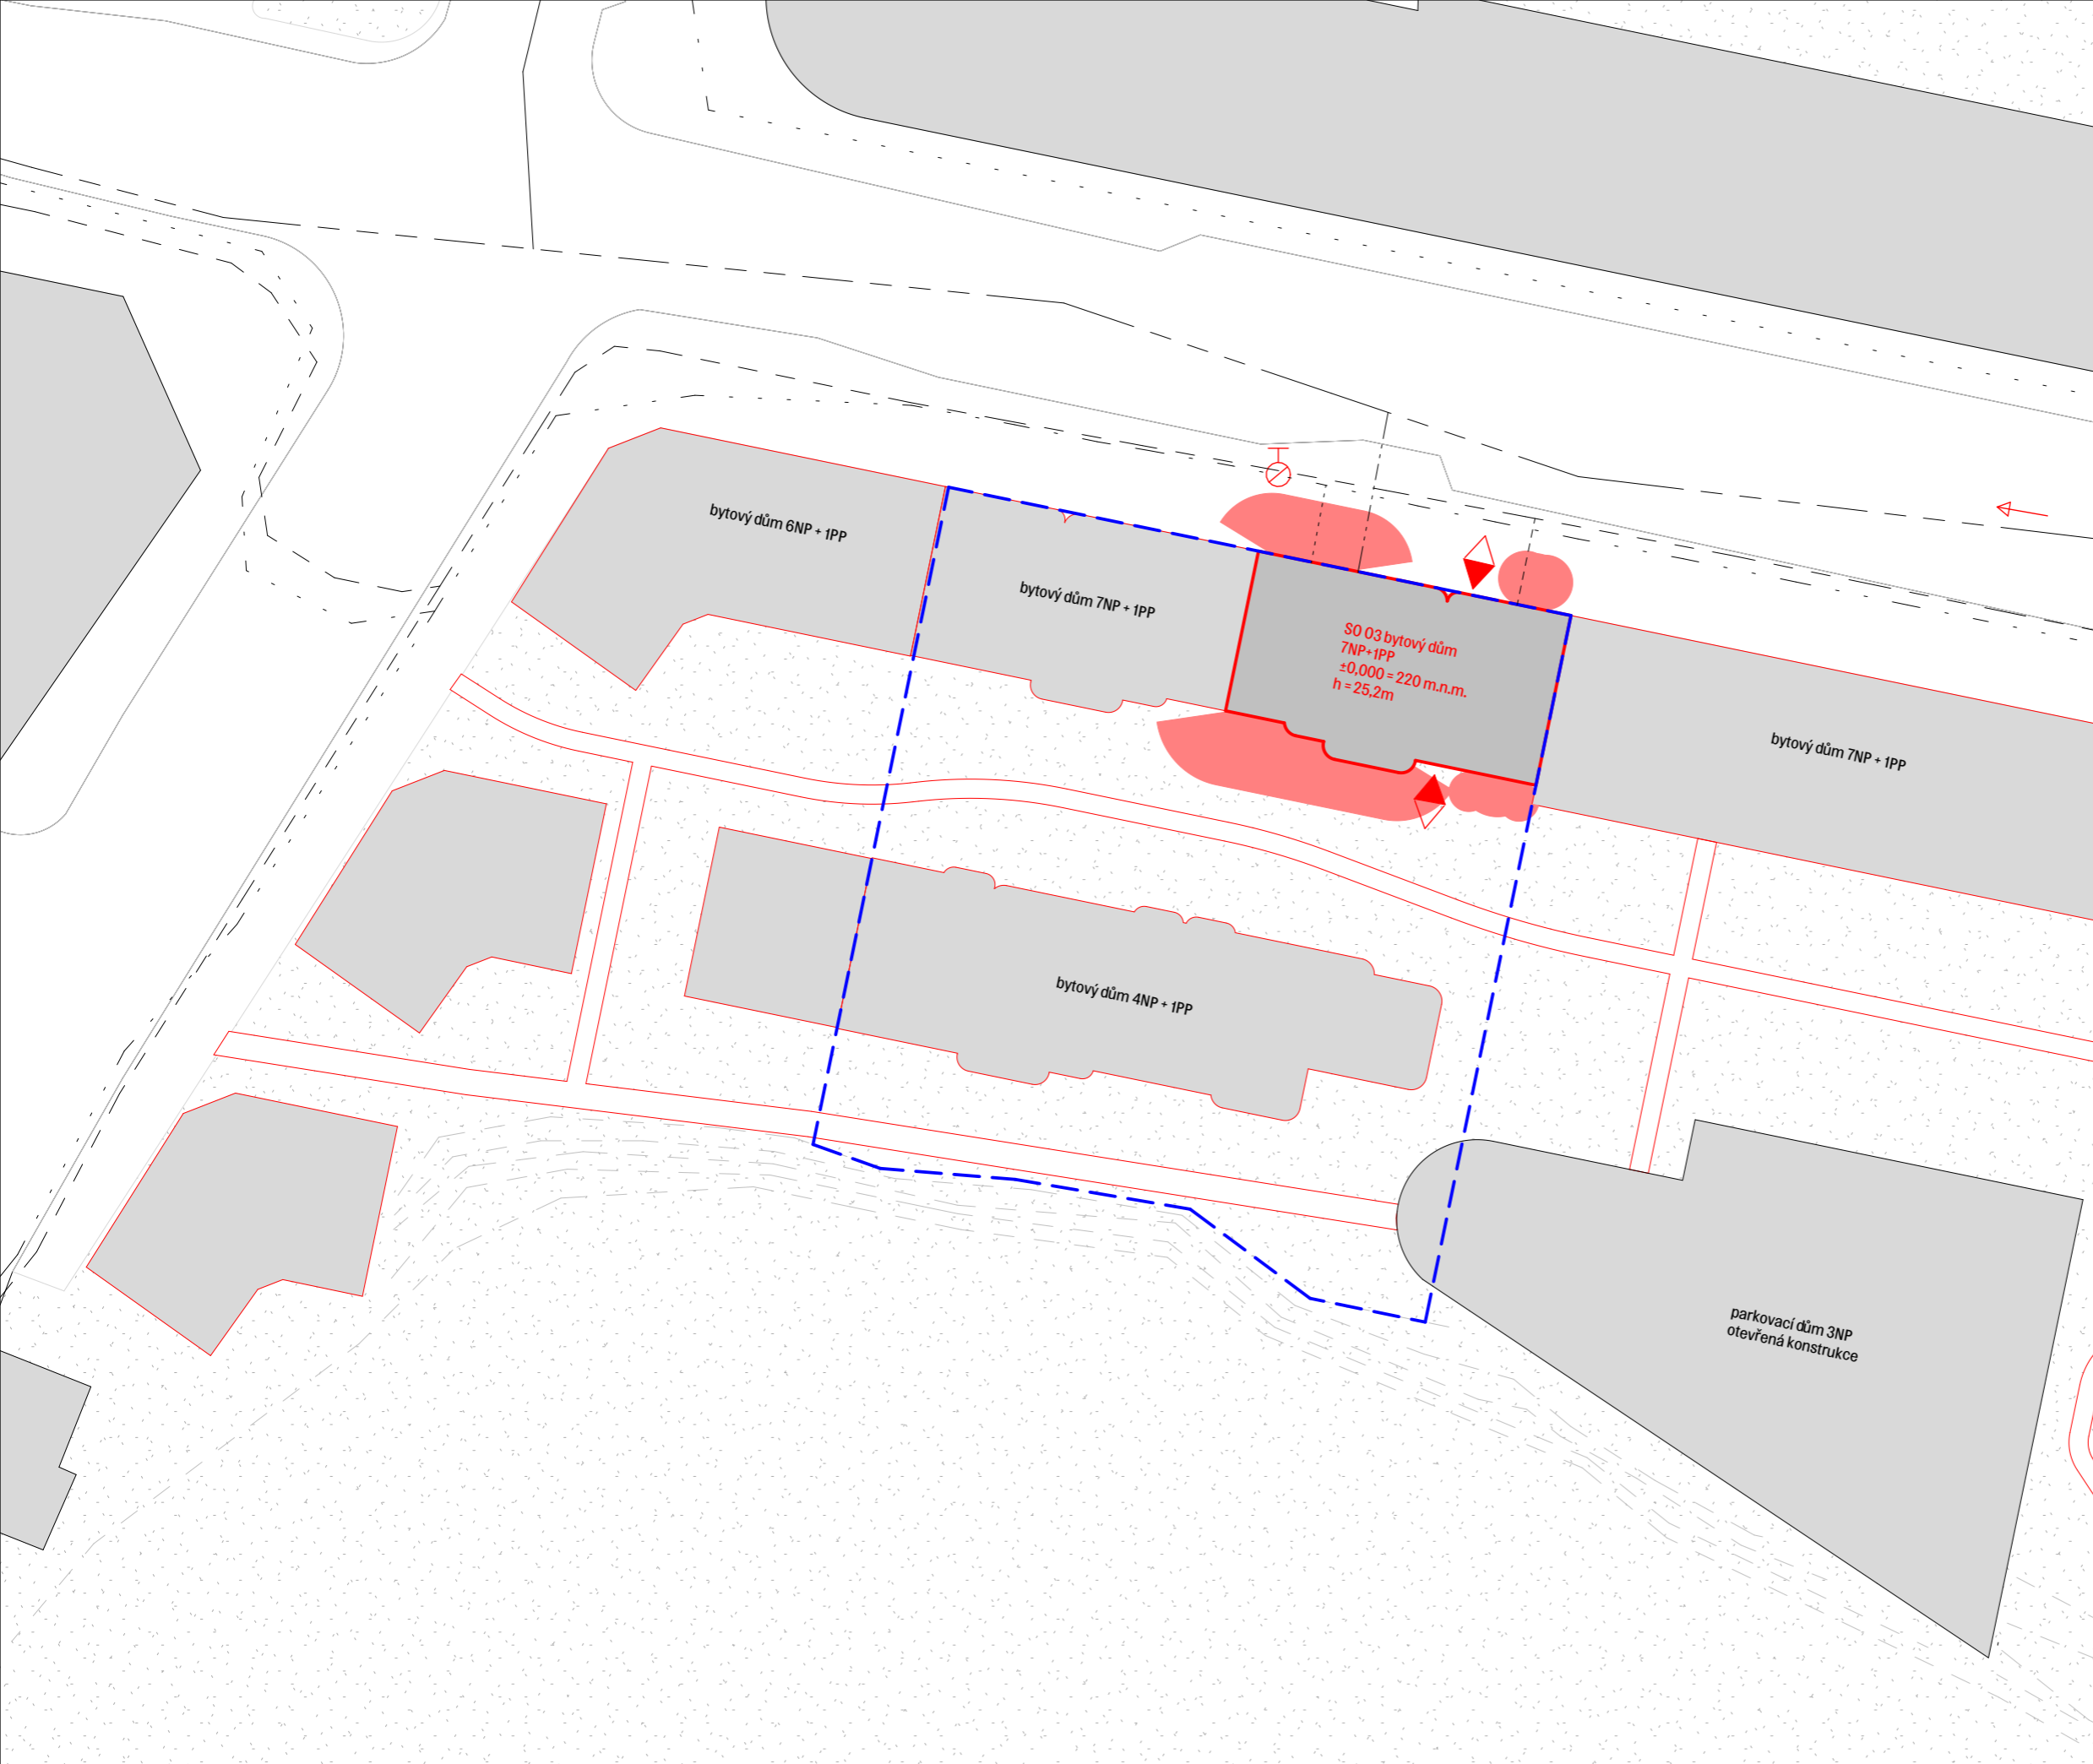 bytový dům 6NP + 1PP
bytový dům 7NP + 1PP
SO 03 bytový dům
7NP+1PP
±0,000 = 220 m.n.m.
h = 25,2m
bytový dům 7NP + 1PP
bytový dům 4NP + 1PP
parkovací dům 3NP
otevřená konstrukce